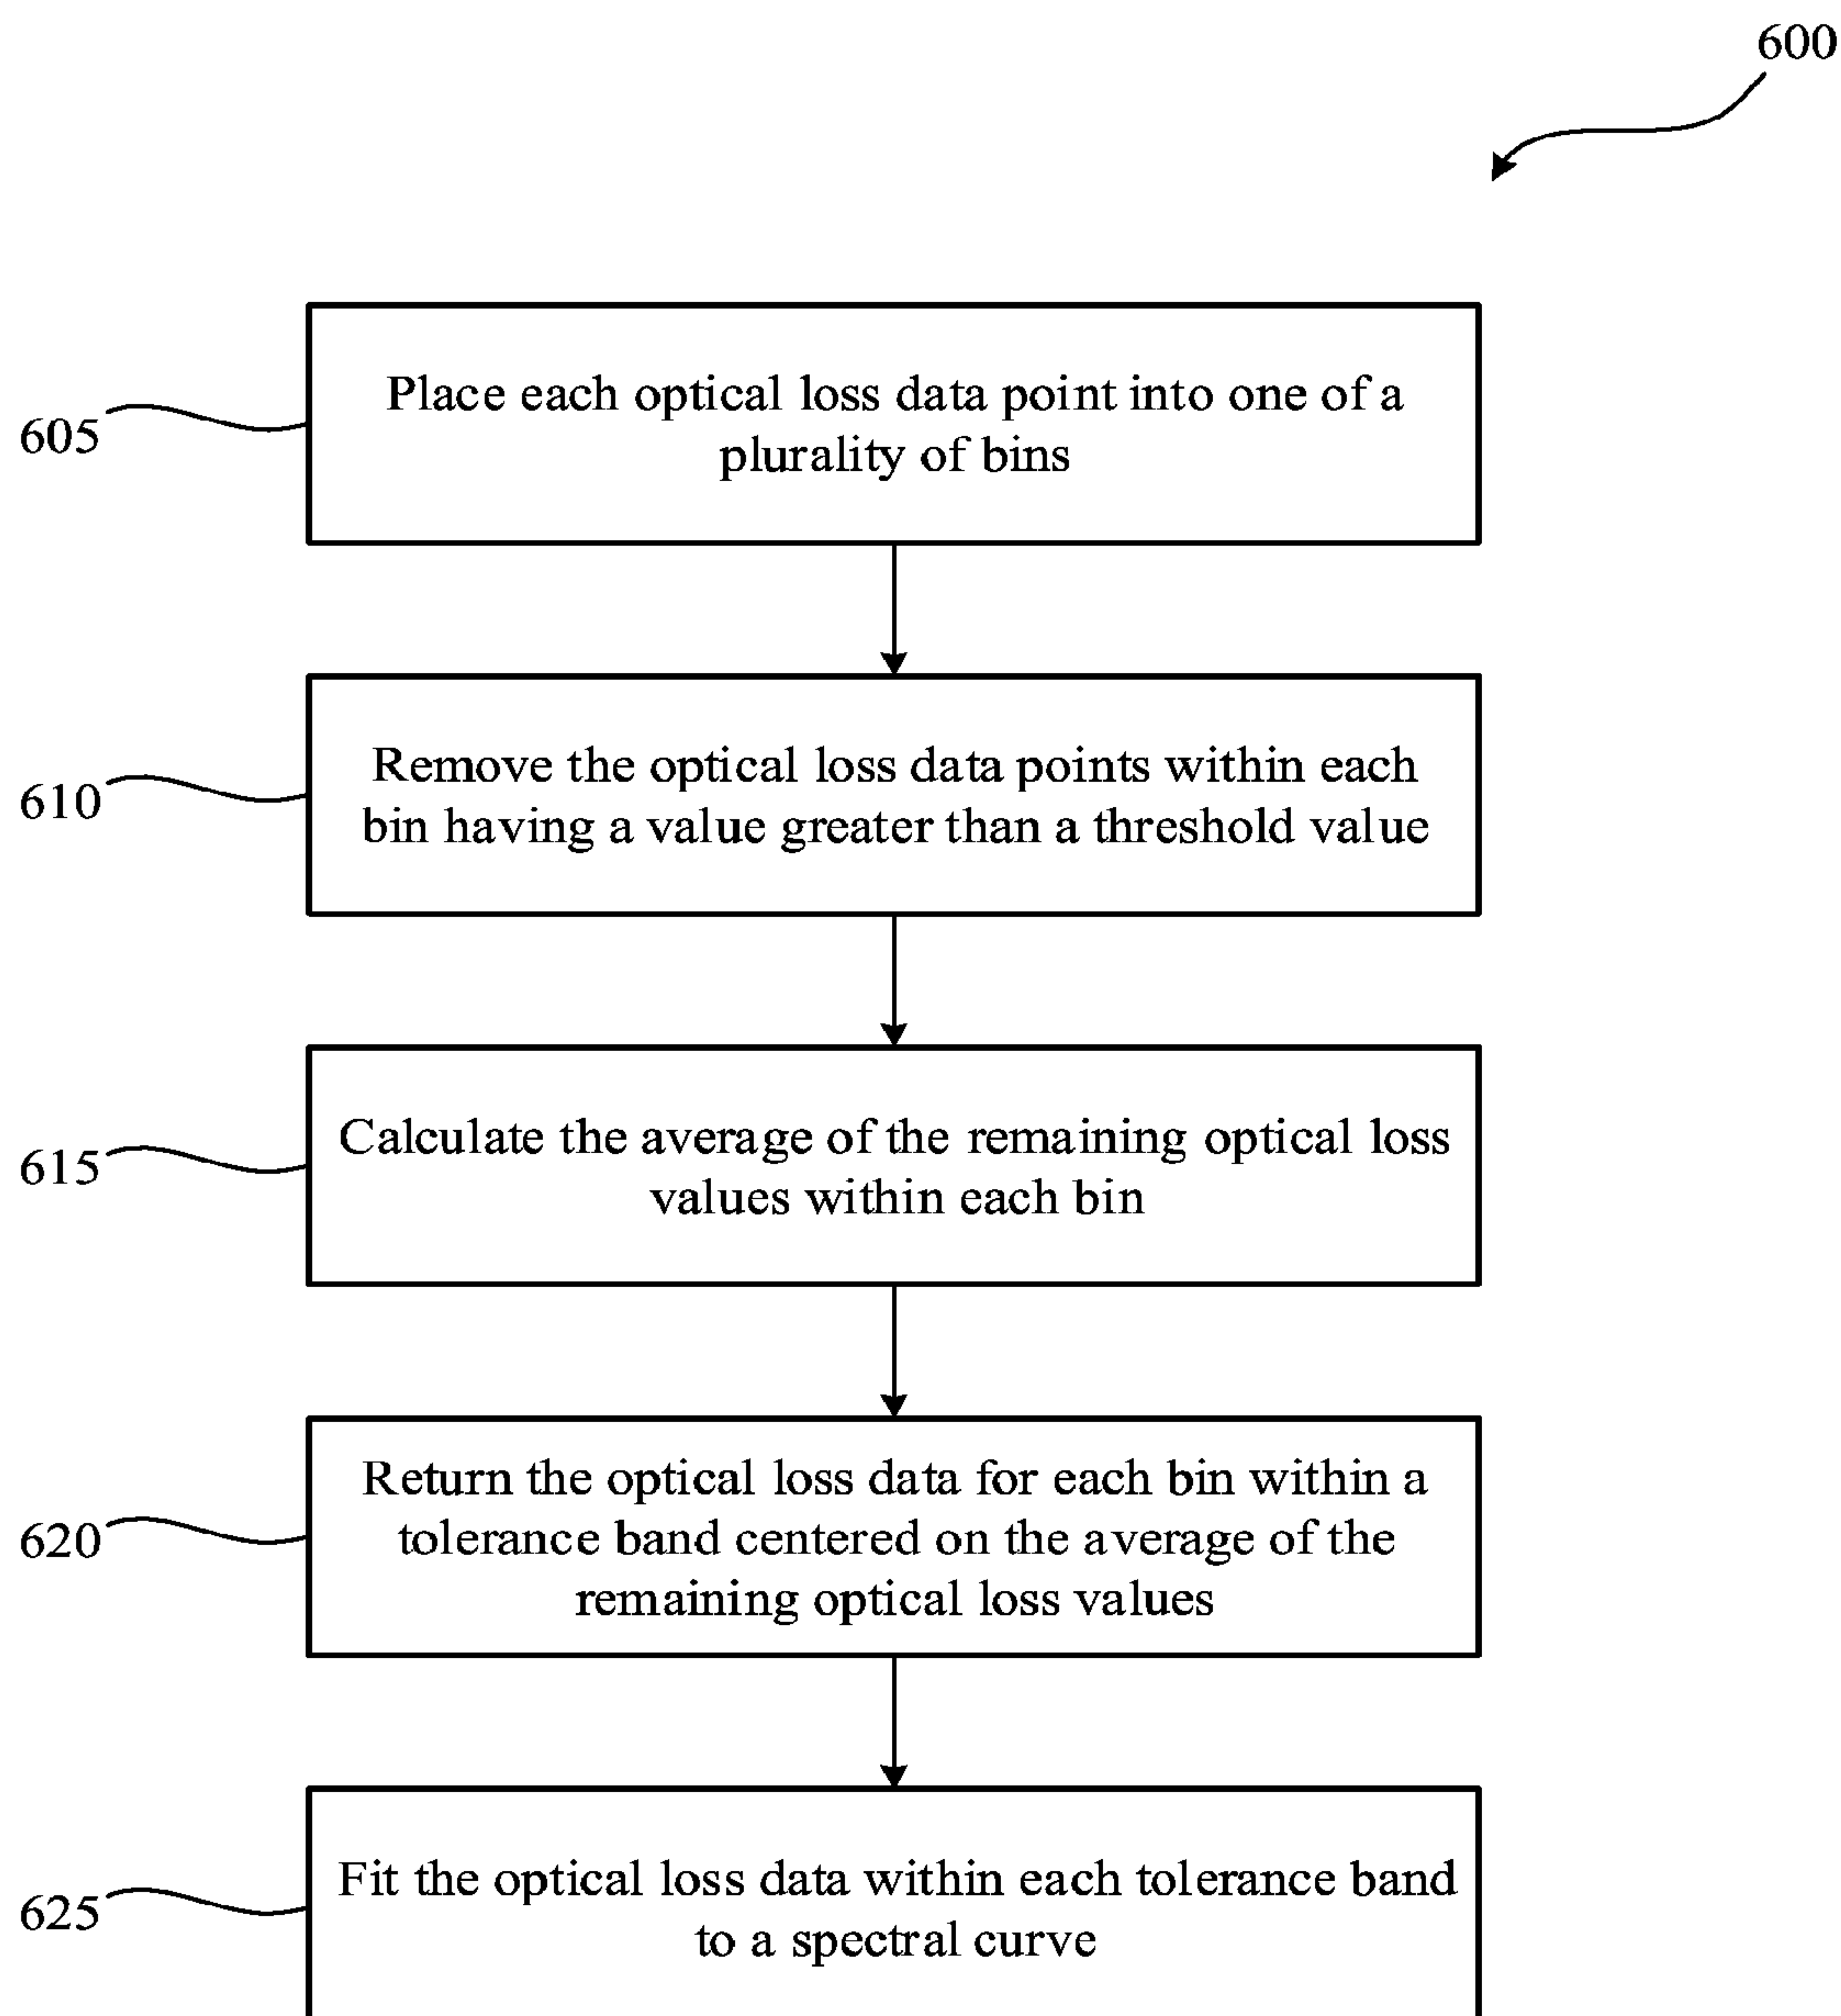 600
605
Place each optical loss data point into one of a
plurality of bins
610
Remove the optical loss data points within each
bin having a value greater than a threshold value
615
Calculate the average of the remaining optical loss
values within each bin
620
Return the optical loss data for each bin within a
tolerance band centered on the average of the
remaining optical loss values
625
Fit the optical loss data within each tolerance band
to a spectral curve